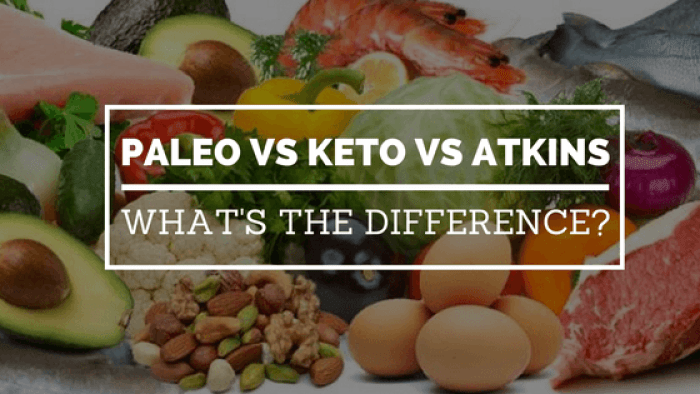 PALEO VS KETO VS ATKINS
WHAT'S THE DIFFERENCE?